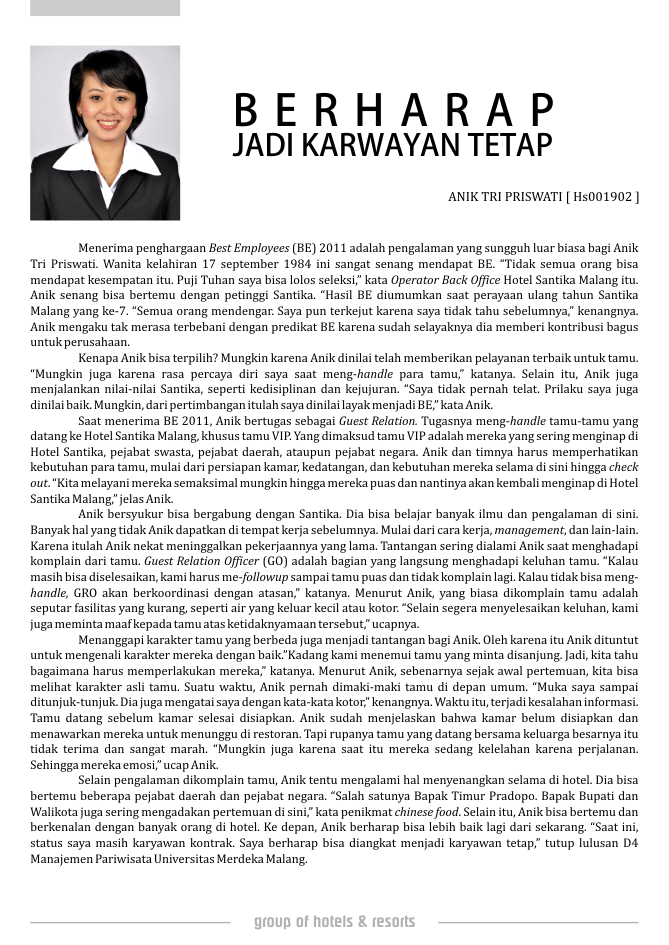 BERHARAP
JADI KARWAYAN TETAP
ANIK TRI PRISWATI [ Hs001902 ]
Menerima penghargaan Best Employees (BE) 2011 adalah pengalaman yang sungguh luar biasa bagi Anik
Tri Priswati. Wanita kelahiran 17 september 1984 ini sangat senang mendapat BE. “Tidak semua orang bisa
mendapat kesempatan itu. Puji Tuhan saya bisa lolos seleksi,” kata Operator Back Office Hotel Santika Malang itu.
Anik senang bisa bertemu dengan petinggi Santika. “Hasil BE diumumkan saat perayaan ulang tahun Santika
Malang yang ke-7. “Semua orang mendengar. Saya pun terkejut karena saya tidak tahu sebelumnya,” kenangnya.
Anik mengaku tak merasa terbebani dengan predikat BE karena sudah selayaknya dia memberi kontribusi bagus
untuk perusahaan.
Kenapa Anik bisa terpilih? Mungkin karena Anik dinilai telah memberikan pelayanan terbaik untuk tamu.
“Mungkin juga karena rasa percaya diri saya saat meng-handle para tamu,” katanya. Selain itu, Anik juga
menjalankan nilai-nilai Santika, seperti kedisiplinan dan kejujuran. “Saya tidak pernah telat. Prilaku saya juga
dinilai baik. Mungkin, dari pertimbangan itulah saya dinilai layak menjadi BE,” kata Anik.
Saat menerima BE 2011, Anik bertugas sebagai Guest Relation. Tugasnya meng-handle tamu-tamu yang
datang ke Hotel Santika Malang, khusus tamu VIP. Yang dimaksud tamu VIP adalah mereka yang sering menginap di
Hotel Santika, pejabat swasta, pejabat daerah, ataupun pejabat negara. Anik dan timnya harus memperhatikan
kebutuhan para tamu, mulai dari persiapan kamar, kedatangan, dan kebutuhan mereka selama di sini hingga check
out. “Kita melayani mereka semaksimal mungkin hingga mereka puas dan nantinya akan kembali menginap di Hotel
Santika Malang,” jelas Anik.
Anik bersyukur bisa bergabung dengan Santika. Dia bisa belajar banyak ilmu dan pengalaman di sini.
Banyak hal yang tidak Anik dapatkan di tempat kerja sebelumnya. Mulai dari cara kerja, management, dan lain-lain.
Karena itulah Anik nekat meninggalkan pekerjaannya yang lama. Tantangan sering dialami Anik saat menghadapi
komplain dari tamu. Guest Relation Officer (GO) adalah bagian yang langsung menghadapi keluhan tamu. “Kalau
masih bisa diselesaikan, kami harus me-followup sampai tamu puas dan tidak komplain lagi. Kalau tidak bisa meng-
handle, GRO akan berkoordinasi dengan atasan,” katanya. Menurut Anik, yang biasa dikomplain tamu adalah
seputar fasilitas yang kurang, seperti air yang keluar kecil atau kotor. “Selain segera menyelesaikan keluhan, kami
juga meminta maaf kepada tamu atas ketidaknyamaan tersebut,” ucapnya.
Menanggapi karakter tamu yang berbeda juga menjadi tantangan bagi Anik. Oleh karena itu Anik dituntut
untuk mengenali karakter mereka dengan baik.”Kadang kami menemui tamu yang minta disanjung. Jadi, kita tahu
bagaimana harus memperlakukan mereka,” katanya. Menurut Anik, sebenarnya sejak awal pertemuan, kita bisa
melihat karakter asli tamu. Suatu waktu, Anik pernah dimaki-maki tamu di depan umum. “Muka saya sampai
ditunjuk-tunjuk. Dia juga mengatai saya dengan kata-kata kotor,” kenangnya. Waktu itu, terjadi kesalahan informasi.
Tamu datang sebelum kamar selesai disiapkan. Anik sudah menjelaskan bahwa kamar belum disiapkan dan
menawarkan mereka untuk menunggu di restoran. Tapi rupanya tamu yang datang bersama keluarga besarnya itu
tidak terima dan sangat marah. “Mungkin juga karena saat itu mereka sedang kelelahan karena perjalanan.
Sehingga mereka emosi,” ucap Anik.
Selain pengalaman dikomplain tamu, Anik tentu mengalami hal menyenangkan selama di hotel. Dia bisa
bertemu beberapa pejabat daerah dan pejabat negara. “Salah satunya Bapak Timur Pradopo. Bapak Bupati dan
Walikota juga sering mengadakan pertemuan di sini,” kata penikmat chinese food. Selain itu, Anik bisa bertemu dan
berkenalan dengan banyak orang di hotel. Ke depan, Anik berharap bisa lebih baik lagi dari sekarang. “Saat ini,
status saya masih karyawan kontrak. Saya berharap bisa diangkat menjadi karyawan tetap,” tutup lulusan D4
Manajemen Pariwisata Universitas Merdeka Malang.
group of hotels & resorts